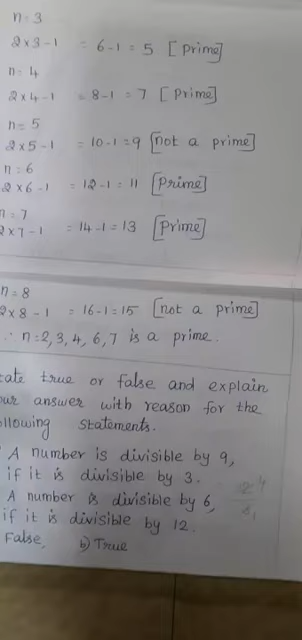 n=3
2×3-1 = 6-1 = 5 [Prime]
n=4
2×4-1 = 8-1 = 7 [Prime]
n=5
2×5-1 = 10-1 = 9 [not a prime]
n=6
2×6-1 = 12-1 = 11 [Prime]
n=7
2×7-1 = 14-1 = 13 [Prime]
n=8
2×8-1 = 16-1 = 15 [not a prime]
∴ n=2,3,4,6,7 is a prime.
tate true or false and explain
our answer with reason for the
ollowing statements.
A number is divisible by 9,
if it is divisible by 3.
A number is divisible by 6,
if it is divisible by 12.
False, b) True